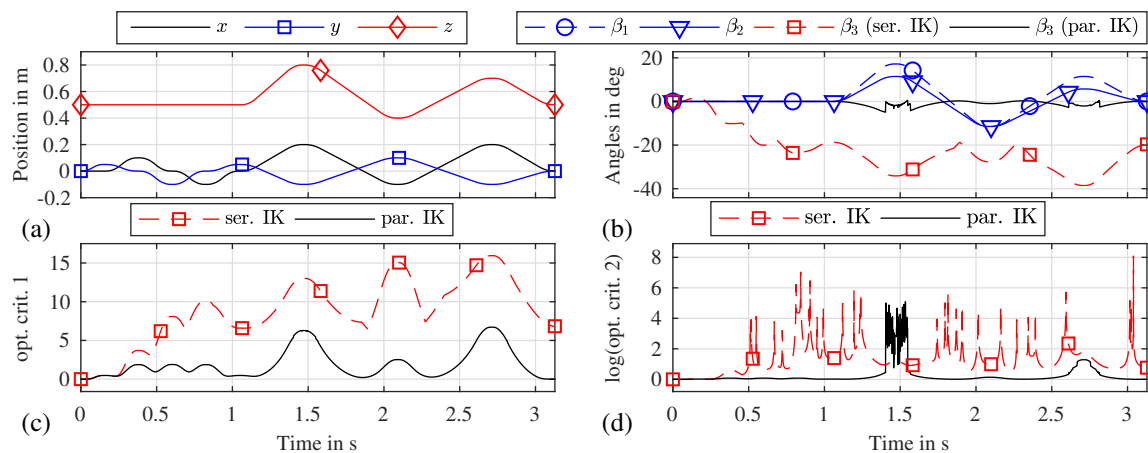 x y z
β₁ β₂ β₃ (ser. IK) β₃ (par. IK)
Position in m
0.8
0.6
0.4
0.2
0
-0.2
(a)
Angles in deg
20
0
-20
-40
(b)
ser. IK par. IK
ser. IK par. IK
opt. crit. 1
15
10
5
0
0 0.5 1 1.5 2 2.5 3
(c)
Time in s
log(opt. crit. 2)
8
6
4
2
0
0 0.5 1 1.5 2 2.5 3
(d)
Time in s